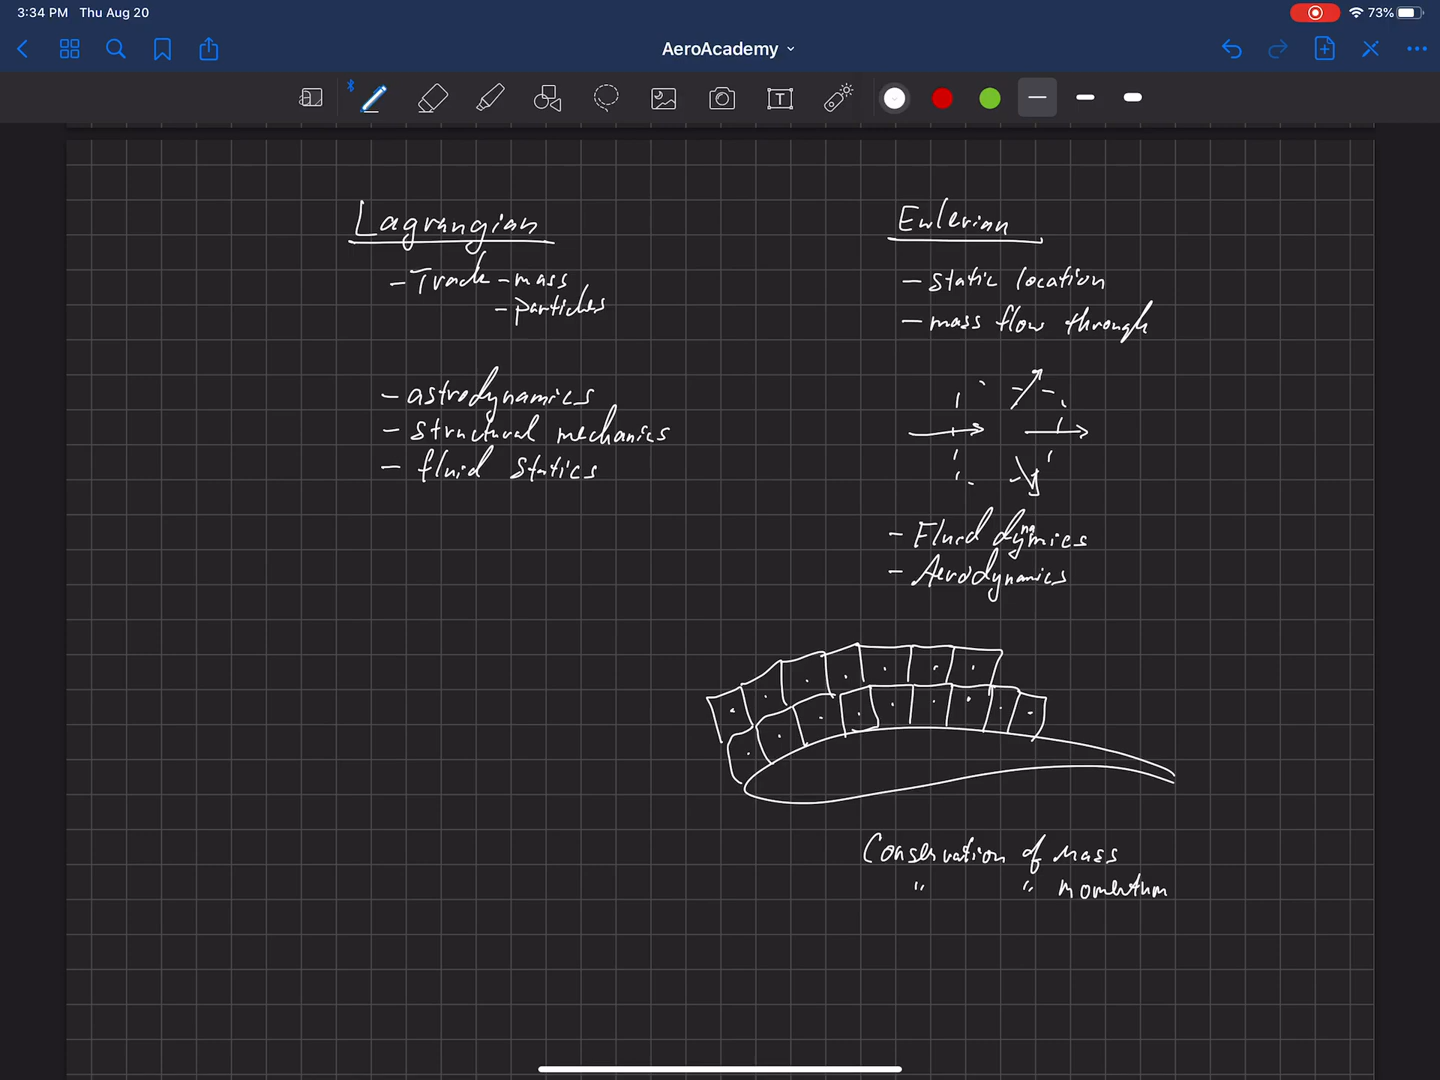 3:34 PM Thu Aug 20
73%
AeroAcademy
T
Lagrangian
- Track - mass
- particles
- astrodynamics
- structural mechanics
- fluid statics
Eulerian
- static location
- mass flow through
- Fluid dynamics
- Aerodynamics
Conservation of mass
" " momentum